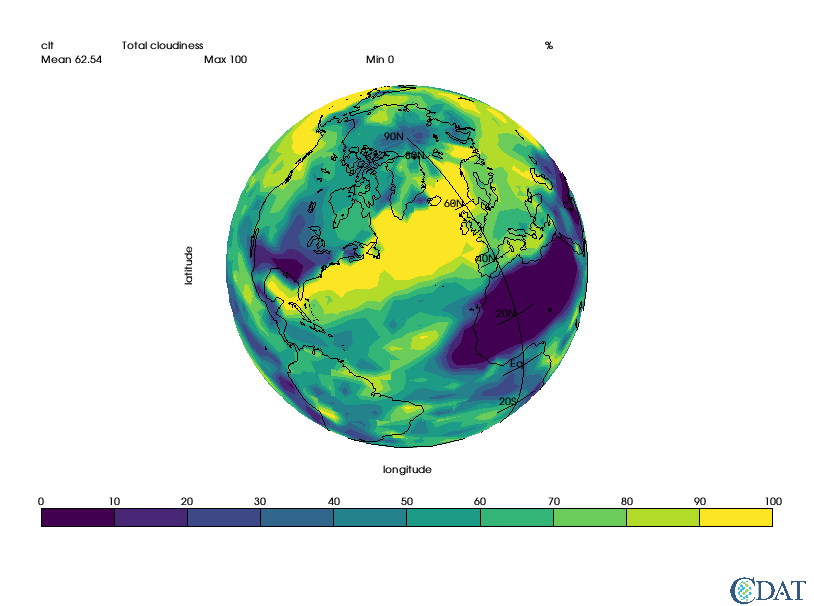 clt Total cloudiness %
Mean 62.54 Max 100 Min 0
90N
80N
60N
40N
20N
Eq
20S
latitude
longitude
0 10 20 30 40 50 60 70 80 90 100
CDAT